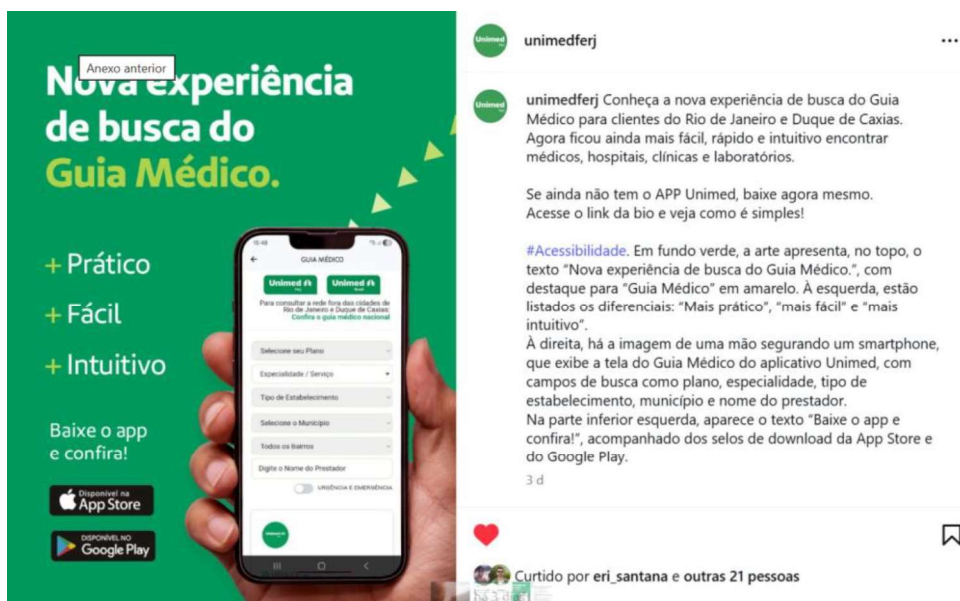 Anexo anterior
Nova experiência
de busca do
Guia Médico.
+ Prático
+ Fácil
+ Intuitivo
Baixe o app
e confira!
Disponível na
App Store
DISPONÍVEL NO
Google Play
15:48
GUIA MÉDICO
Unimed
Ferj
Unimed
Para consultar a rede fora das cidades de
Rio de Janeiro e Duque de Caxias:
Confira o guia médico nacional
Selecione seu Plano
Especialidade / Serviço
Tipo de Estabelecimento
Selecione o Município
Todos os Bairros
Digite o Nome do Prestador
URGÊNCIA E EMERGÊNCIA
Unimed
unimedferj
Unimed
unimedferj Conheça a nova experiência de busca do Guia
Médico para clientes do Rio de Janeiro e Duque de Caxias.
Agora ficou ainda mais fácil, rápido e intuitivo encontrar
médicos, hospitais, clínicas e laboratórios.
Se ainda não tem o APP Unimed, baixe agora mesmo.
Acesse o link da bio e veja como é simples!
#Acessibilidade. Em fundo verde, a arte apresenta, no topo, o
texto “Nova experiência de busca do Guia Médico.”, com
destaque para “Guia Médico” em amarelo. À esquerda, estão
listados os diferenciais: “Mais prático”, “mais fácil” e “mais
intuitivo”.
À direita, há a imagem de uma mão segurando um smartphone,
que exibe a tela do Guia Médico do aplicativo Unimed, com
campos de busca como plano, especialidade, tipo de
estabelecimento, município e nome do prestador.
Na parte inferior esquerda, aparece o texto “Baixe o app e
confira!”, acompanhado dos selos de download da App Store e
do Google Play.
3 d
Curtido por eri_santana e outras 21 pessoas
há 3 dias